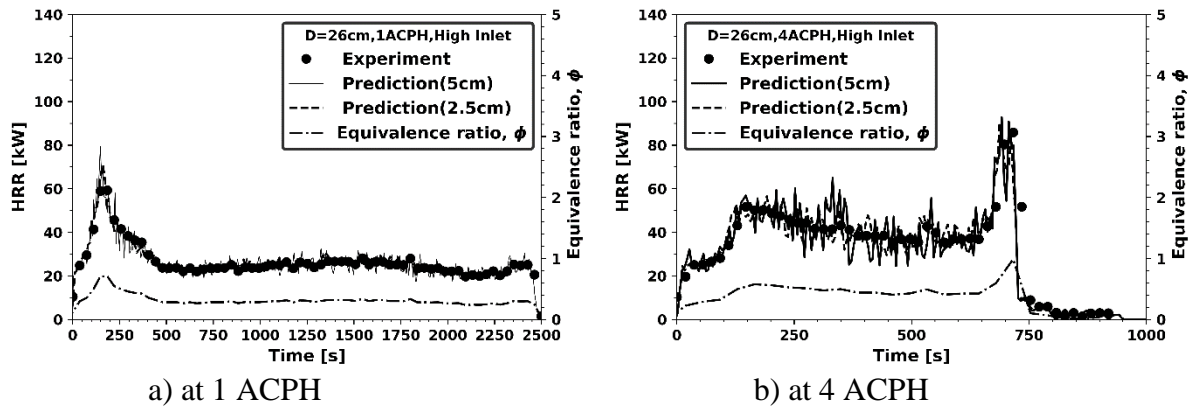 140
120
100
80
60
40
20
0
HRR [kW]
D=26cm,1ACPH,High Inlet
Experiment
Prediction(5cm)
Prediction(2.5cm)
Equivalence ratio, ϕ
5
4
3
2
1
0
Equivalence ratio, ϕ
0 250 500 750 1000 1250 1500 1750 2000 2250 2500
Time [s]
a) at 1 ACPH
140
120
100
80
60
40
20
0
HRR [kW]
D=26cm,4ACPH,High Inlet
Experiment
Prediction(5cm)
Prediction(2.5cm)
Equivalence ratio, ϕ
5
4
3
2
1
0
Equivalence ratio, ϕ
0 250 500 750 1000
Time [s]
b) at 4 ACPH